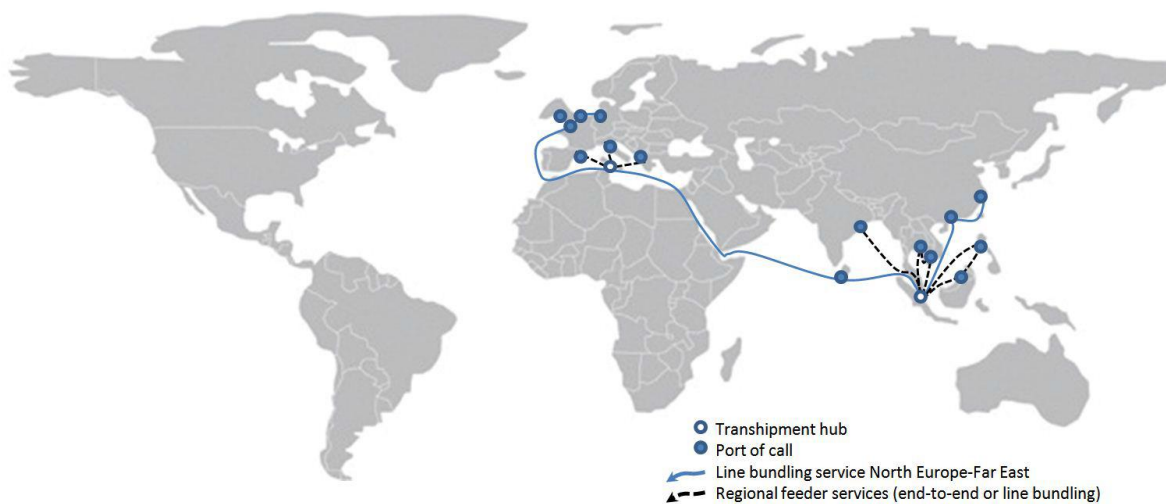 Transhipment hub
Port of call
Line bundling service North Europe-Far East
Regional feeder services (end-to-end or line bundling)